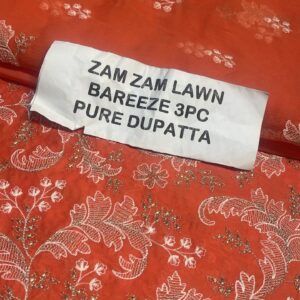 ZAM ZAM LAWN
BAREEZE 3PC
PURE DUPATTA